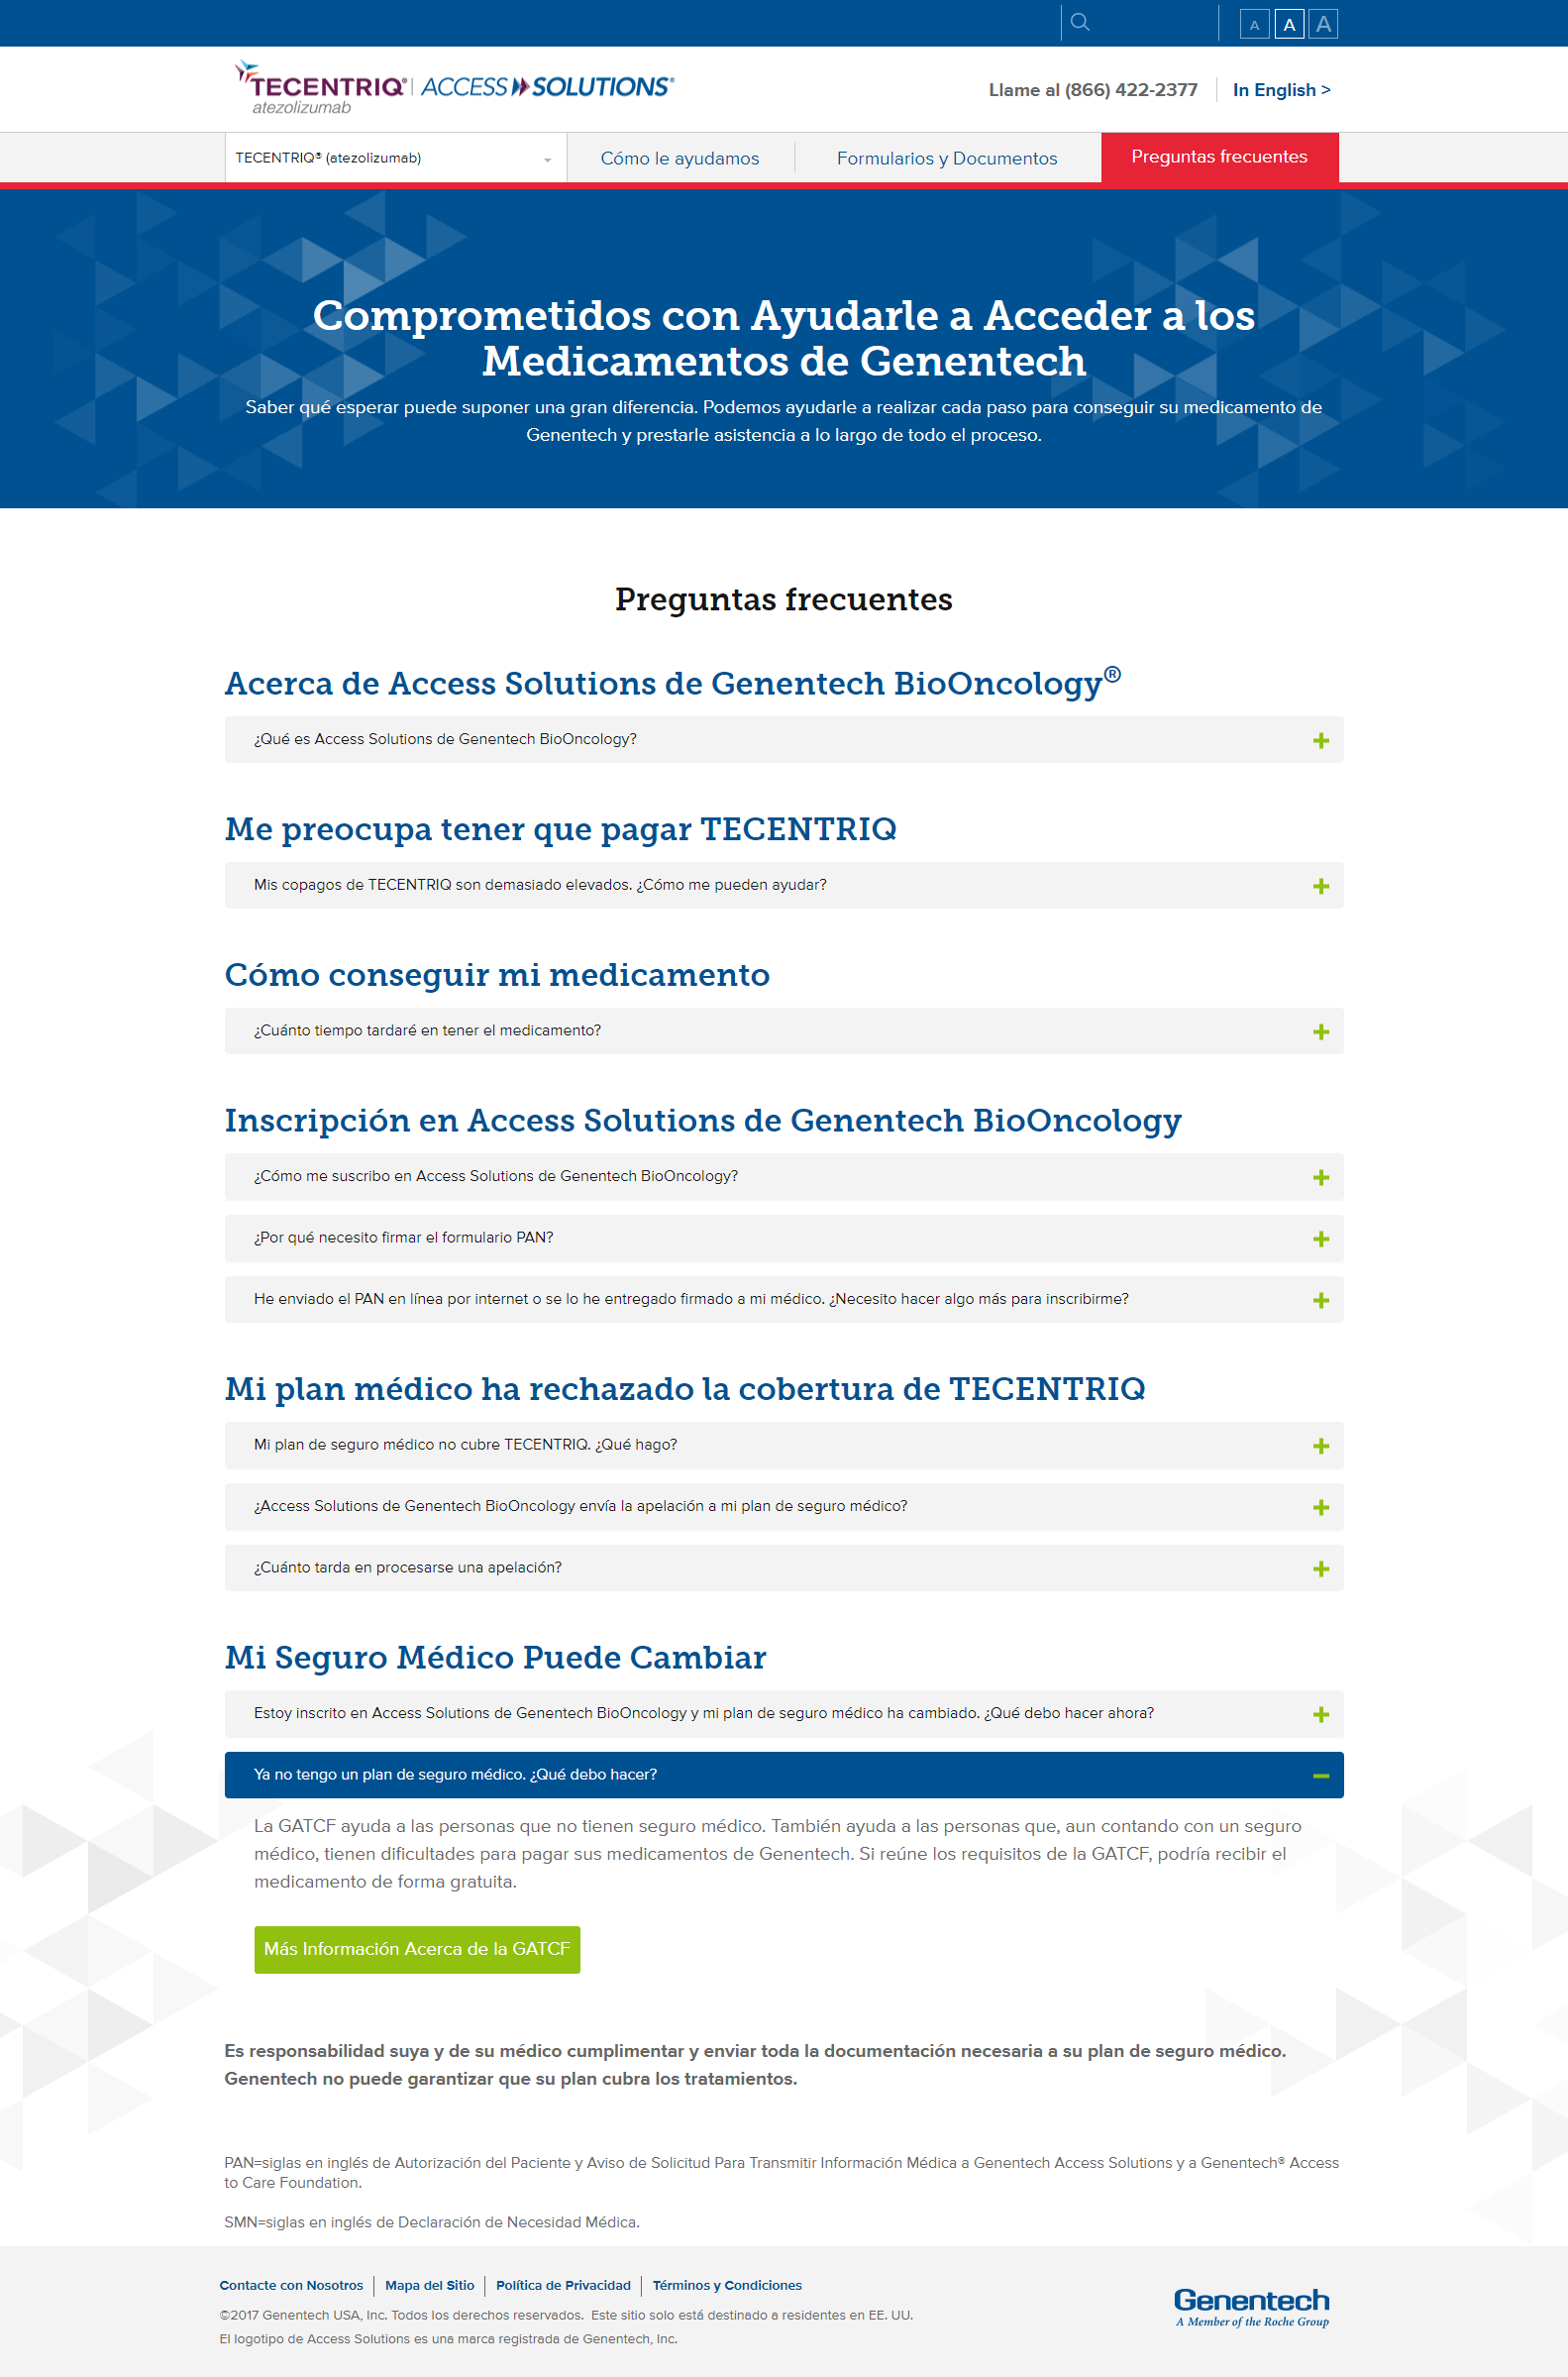 A A A
TECENTRIQ® | ACCESS SOLUTIONS®
atezolizumab
Llame al (866) 422-2377
In English >
TECENTRIQ® (atezolizumab)
Cómo le ayudamos
Formularios y Documentos
Preguntas frecuentes
Comprometidos con Ayudarle a Acceder a los
Medicamentos de Genentech
Saber qué esperar puede suponer una gran diferencia. Podemos ayudarle a realizar cada paso para conseguir su medicamento de
Genentech y prestarle asistencia a lo largo de todo el proceso.
Preguntas frecuentes
Acerca de Access Solutions de Genentech BioOncology®
¿Qué es Access Solutions de Genentech BioOncology?
Me preocupa tener que pagar TECENTRIQ
Mis copagos de TECENTRIQ son demasiado elevados. ¿Cómo me pueden ayudar?
Cómo conseguir mi medicamento
¿Cuánto tiempo tardaré en tener el medicamento?
Inscripción en Access Solutions de Genentech BioOncology
¿Cómo me suscribo en Access Solutions de Genentech BioOncology?
¿Por qué necesito firmar el formulario PAN?
He enviado el PAN en línea por internet o se lo he entregado firmado a mi médico. ¿Necesito hacer algo más para inscribirme?
Mi plan médico ha rechazado la cobertura de TECENTRIQ
Mi plan de seguro médico no cubre TECENTRIQ. ¿Qué hago?
¿Access Solutions de Genentech BioOncology envía la apelación a mi plan de seguro médico?
¿Cuánto tarda en procesarse una apelación?
Mi Seguro Médico Puede Cambiar
Estoy inscrito en Access Solutions de Genentech BioOncology y mi plan de seguro médico ha cambiado. ¿Qué debo hacer ahora?
Ya no tengo un plan de seguro médico. ¿Qué debo hacer?
La GATCF ayuda a las personas que no tienen seguro médico. También ayuda a las personas que, aun contando con un seguro
médico, tienen dificultades para pagar sus medicamentos de Genentech. Si reúne los requisitos de la GATCF, podría recibir el
medicamento de forma gratuita.
Más Información Acerca de la GATCF
Es responsabilidad suya y de su médico cumplimentar y enviar toda la documentación necesaria a su plan de seguro médico.
Genentech no puede garantizar que su plan cubra los tratamientos.
PAN=siglas en inglés de Autorización del Paciente y Aviso de Solicitud Para Transmitir Información Médica a Genentech Access Solutions y a Genentech® Access
to Care Foundation.
SMN=siglas en inglés de Declaración de Necesidad Médica.
Contacte con Nosotros | Mapa del Sitio | Política de Privacidad | Términos y Condiciones
©2017 Genentech USA, Inc. Todos los derechos reservados. Este sitio solo está destinado a residentes en EE. UU.
El logotipo de Access Solutions es una marca registrada de Genentech, Inc.
Genentech
A Member of the Roche Group